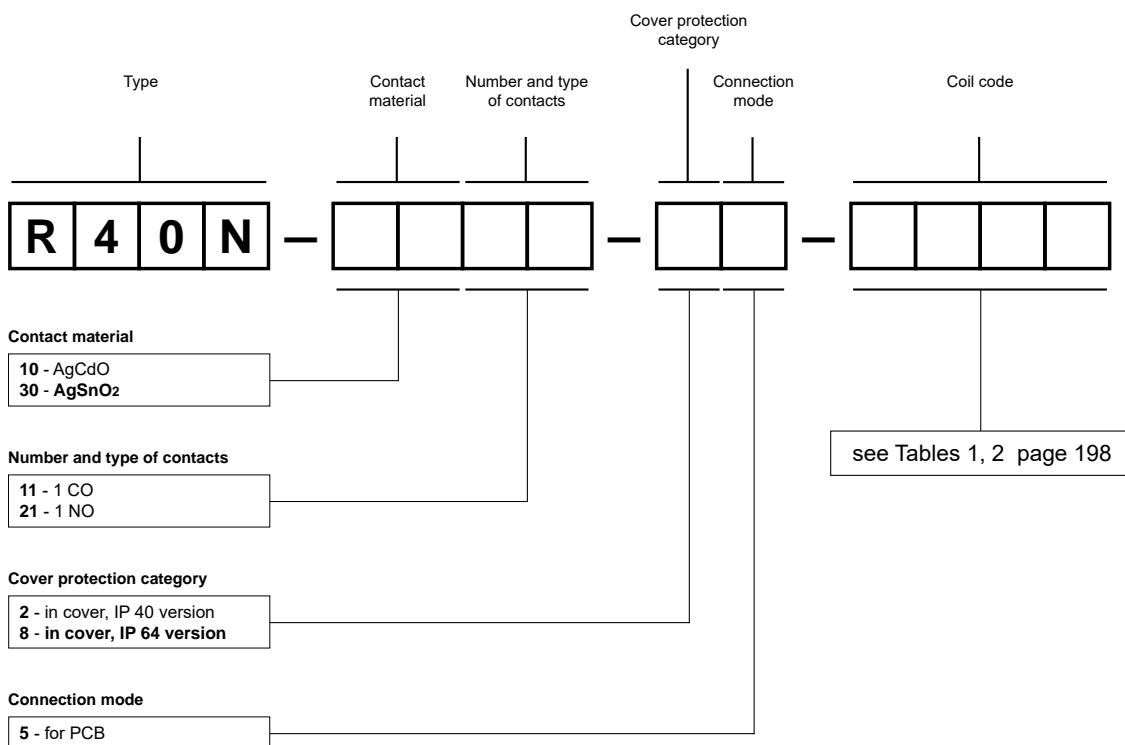 Cover protection
category
Type
Contact
material
Number and type
of contacts
Connection
mode
Coil code
R 4 0 N – – –
Contact material
10 - AgCdO
30 - AgSnO2
see Tables 1, 2 page 198
Number and type of contacts
11 - 1 CO
21 - 1 NO
Cover protection category
2 - in cover, IP 40 version
8 - in cover, IP 64 version
Connection mode
5 - for PCB